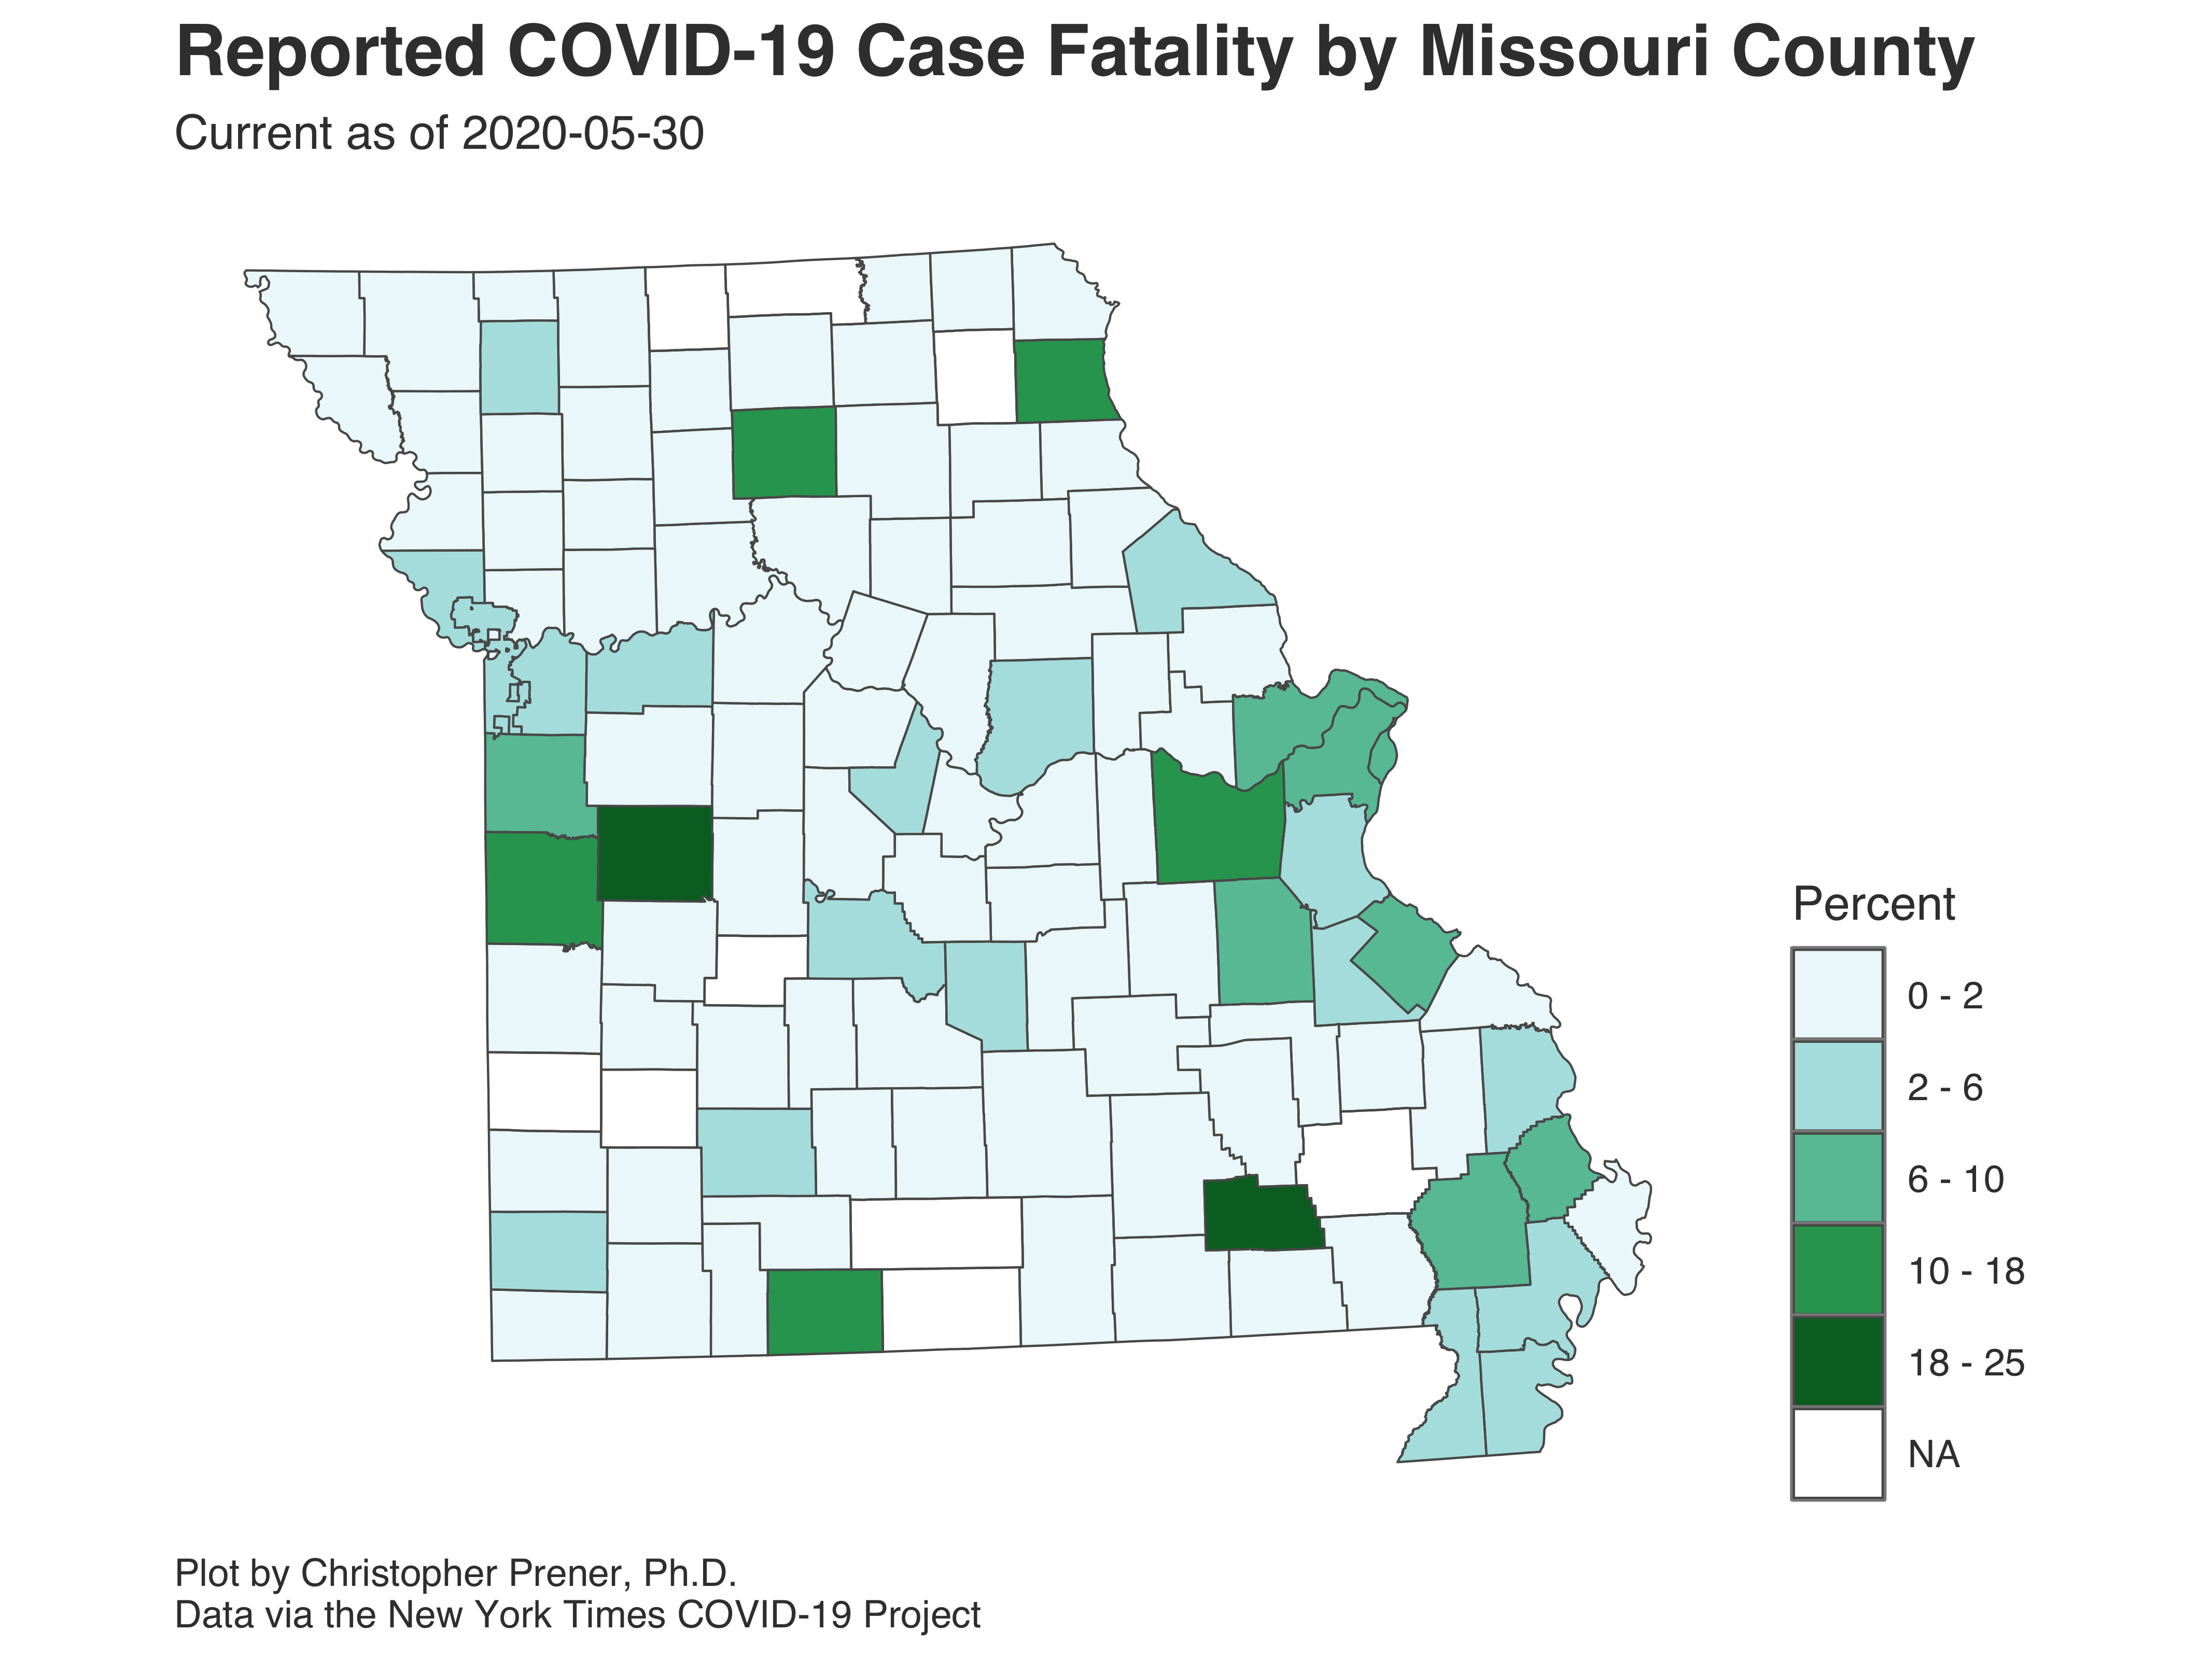 Reported COVID-19 Case Fatality by Missouri County
Current as of 2020-05-30
Percent
0 - 2
2 - 6
6 - 10
10 - 18
18 - 25
NA
Plot by Christopher Prener, Ph.D.
Data via the New York Times COVID-19 Project